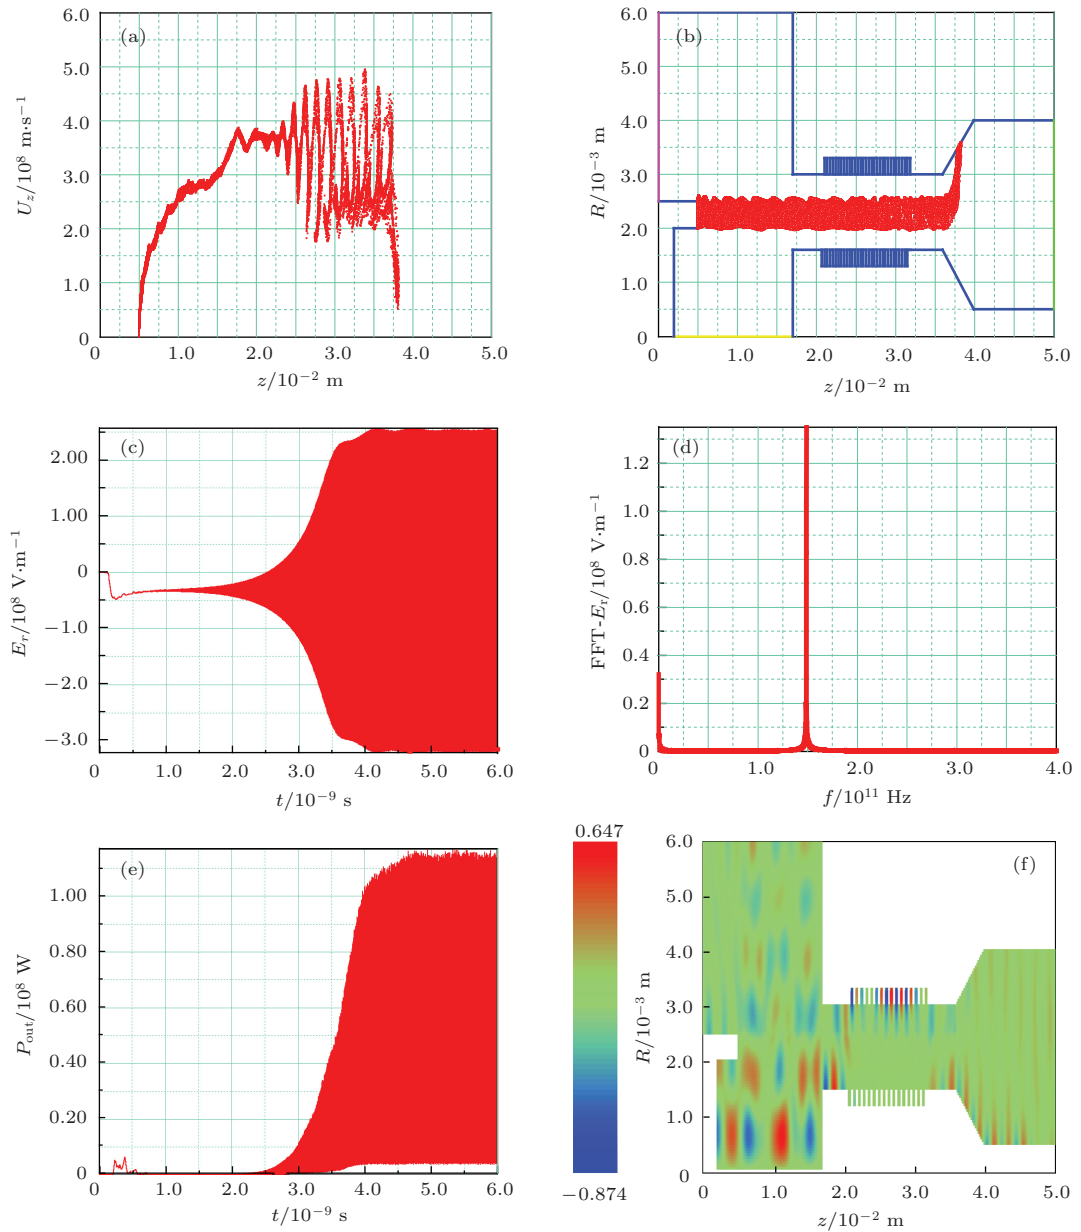 6.0
5.0
4.0
3.0
2.0
1.0
0
(a)
U_z/10^8 m·s^−1
0 1.0 2.0 3.0 4.0 5.0
z/10^−2 m
6.0
5.0
4.0
3.0
2.0
1.0
0
(b)
R/10^−3 m
0 1.0 2.0 3.0 4.0 5.0
z/10^−2 m
2.00
1.00
0
−1.0
−2.0
−3.0
(c)
E_r/10^8 V·m^−1
0 1.0 2.0 3.0 4.0 5.0 6.0
t/10^−9 s
1.2
1.0
0.8
0.6
0.4
0.2
0
(d)
FFT-E_r/10^8 V·m^−1
0 1.0 2.0 3.0 4.0
f/10^11 Hz
1.00
0.80
0.60
0.40
0.20
0
(e)
P_out/10^8 W
0 1.0 2.0 3.0 4.0 5.0 6.0
t/10^−9 s
0.647
−0.874
6.0
5.0
4.0
3.0
2.0
1.0
0
(f)
R/10^−3 m
0 1.0 2.0 3.0 4.0 5.0
z/10^−2 m